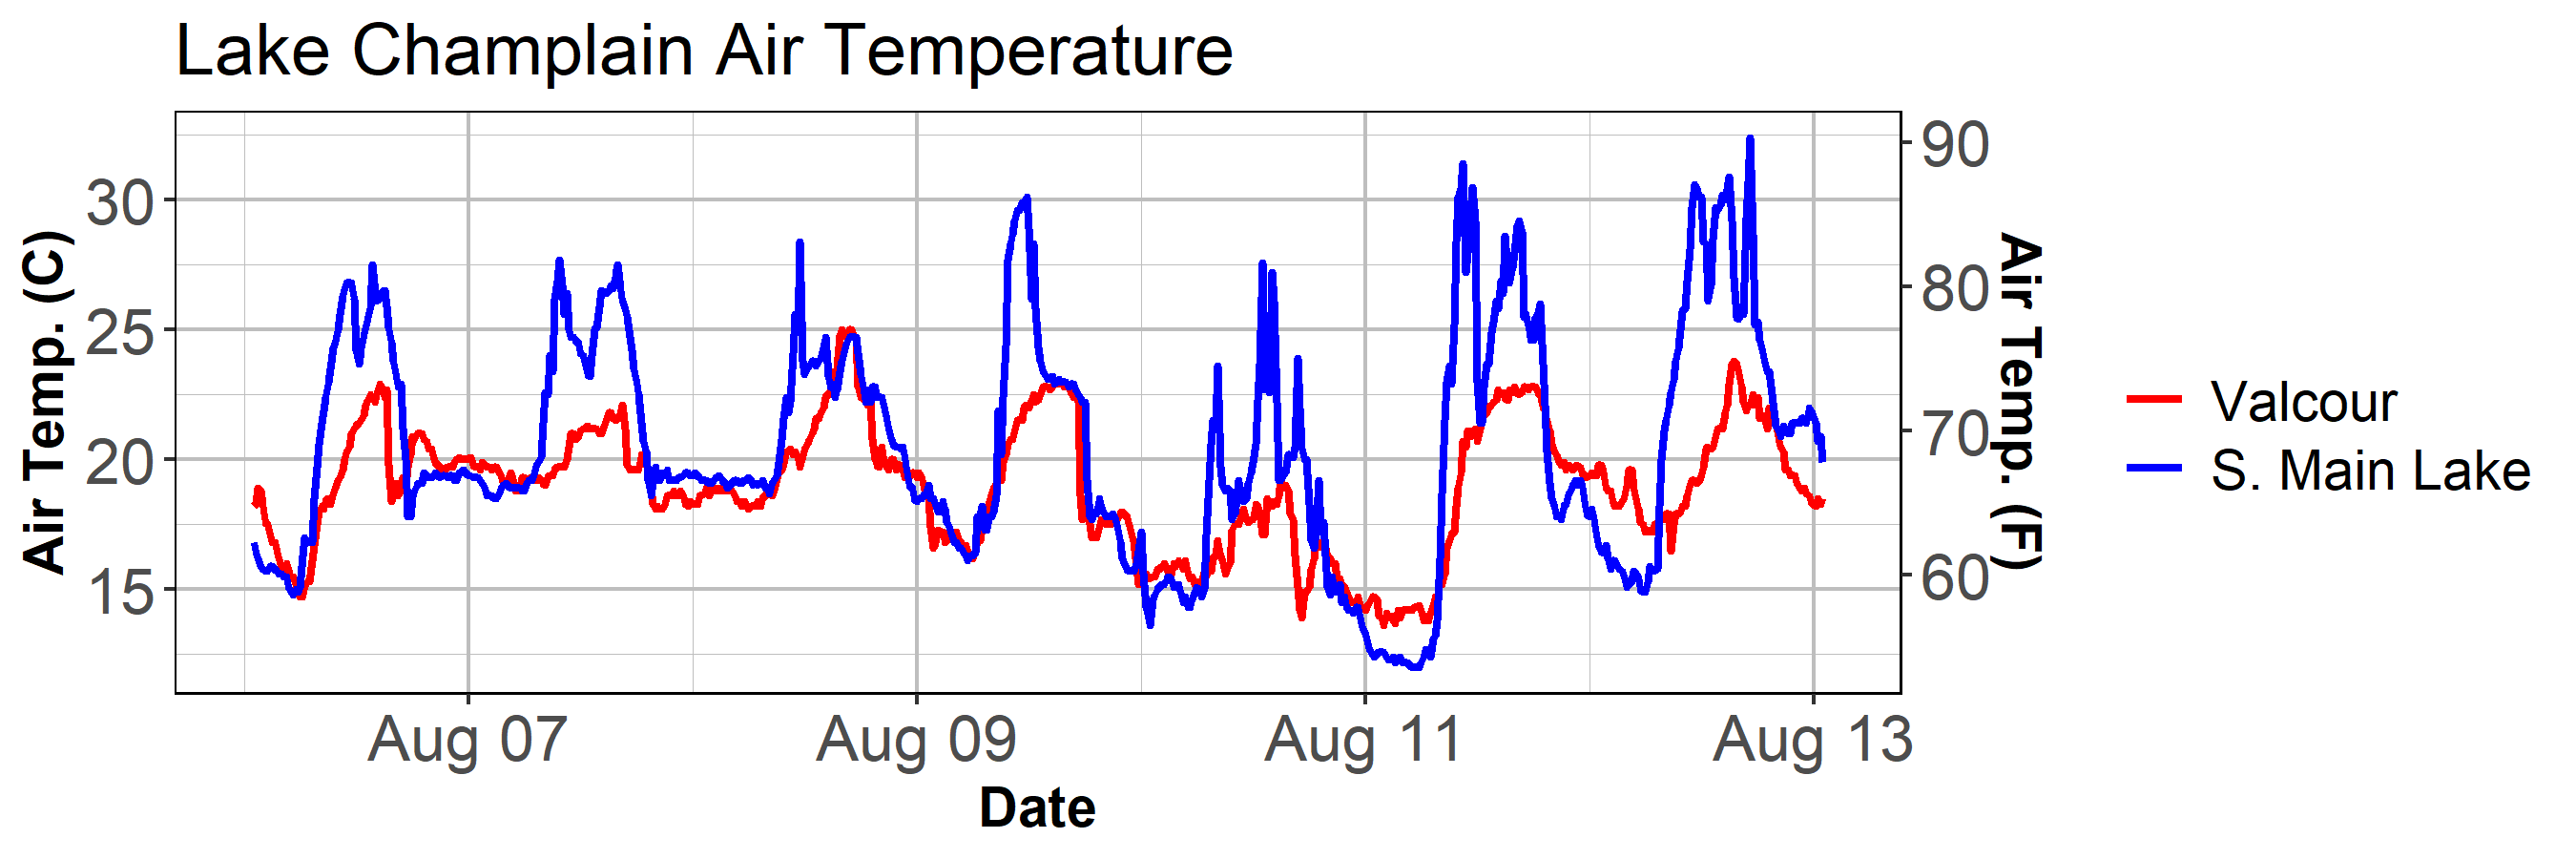 Lake Champlain Air Temperature
Air Temp. (C)
30
25
20
15
90
80
70
60
Air Temp. (F)
Aug 07
Aug 09
Aug 11
Aug 13
Date
Valcour
S. Main Lake